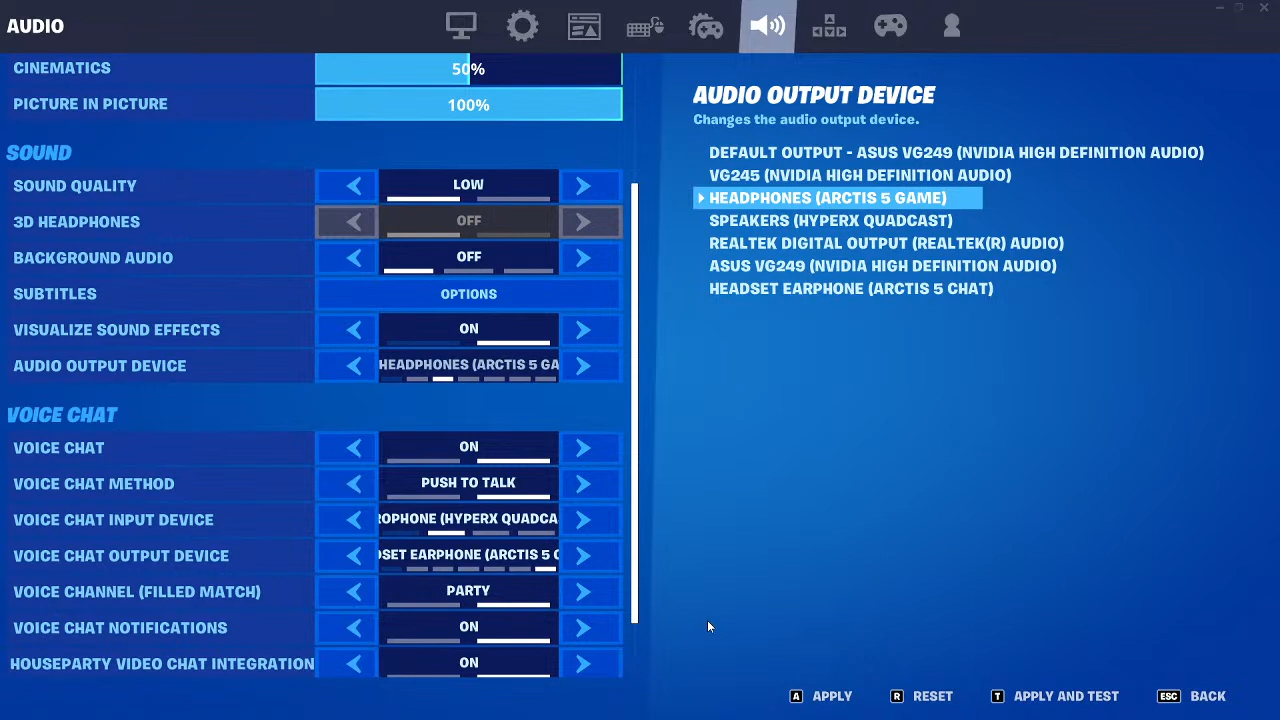 AUDIO
CINEMATICS 50%
PICTURE IN PICTURE 100%
SOUND
SOUND QUALITY LOW
3D HEADPHONES OFF
BACKGROUND AUDIO OFF
SUBTITLES OPTIONS
VISUALIZE SOUND EFFECTS ON
AUDIO OUTPUT DEVICE HEADPHONES (ARCTIS 5 GA
VOICE CHAT
VOICE CHAT ON
VOICE CHAT METHOD PUSH TO TALK
VOICE CHAT INPUT DEVICE ROPHONE (HYPERX QUADCA
VOICE CHAT OUTPUT DEVICE DSET EARPHONE (ARCTIS 5 C
VOICE CHANNEL (FILLED MATCH) PARTY
VOICE CHAT NOTIFICATIONS ON
HOUSEPARTY VIDEO CHAT INTEGRATION ON
AUDIO OUTPUT DEVICE
Changes the audio output device.
DEFAULT OUTPUT - ASUS VG249 (NVIDIA HIGH DEFINITION AUDIO)
VG245 (NVIDIA HIGH DEFINITION AUDIO)
HEADPHONES (ARCTIS 5 GAME)
SPEAKERS (HYPERX QUADCAST)
REALTEK DIGITAL OUTPUT (REALTEK(R) AUDIO)
ASUS VG249 (NVIDIA HIGH DEFINITION AUDIO)
HEADSET EARPHONE (ARCTIS 5 CHAT)
A APPLY R RESET T APPLY AND TEST ESC BACK